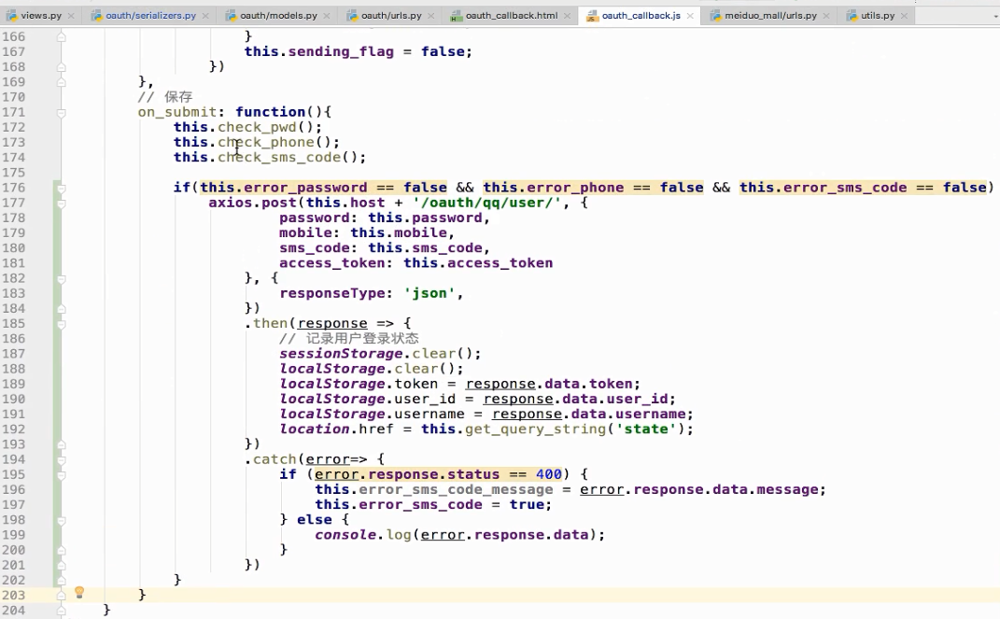 views.py oauth/serializers.py oauth/models.py oauth/urls.py oauth_callback.html oauth_callback.js meiduo_mall/urls.py utils.py
166 }
167 this.sending_flag = false;
168 })
169 },
170 // 保存
171 on_submit: function(){
172 this.check_pwd();
173 this.check_phone();
174 this.check_sms_code();
175
176 if(this.error_password == false && this.error_phone == false && this.error_sms_code == false)
177 axios.post(this.host + '/oauth/qq/user/', {
178 password: this.password,
179 mobile: this.mobile,
180 sms_code: this.sms_code,
181 access_token: this.access_token
182 }, {
183 responseType: 'json',
184 })
185 .then(response => {
186 // 记录用户登录状态
187 sessionStorage.clear();
188 localStorage.clear();
189 localStorage.token = response.data.token;
190 localStorage.user_id = response.data.user_id;
191 localStorage.username = response.data.username;
192 location.href = this.get_query_string('state');
193 })
194 .catch(error=> {
195 if (error.response.status == 400) {
196 this.error_sms_code_message = error.response.data.message;
197 this.error_sms_code = true;
198 } else {
199 console.log(error.response.data);
200 }
201 })
202 }
203 }
204 }